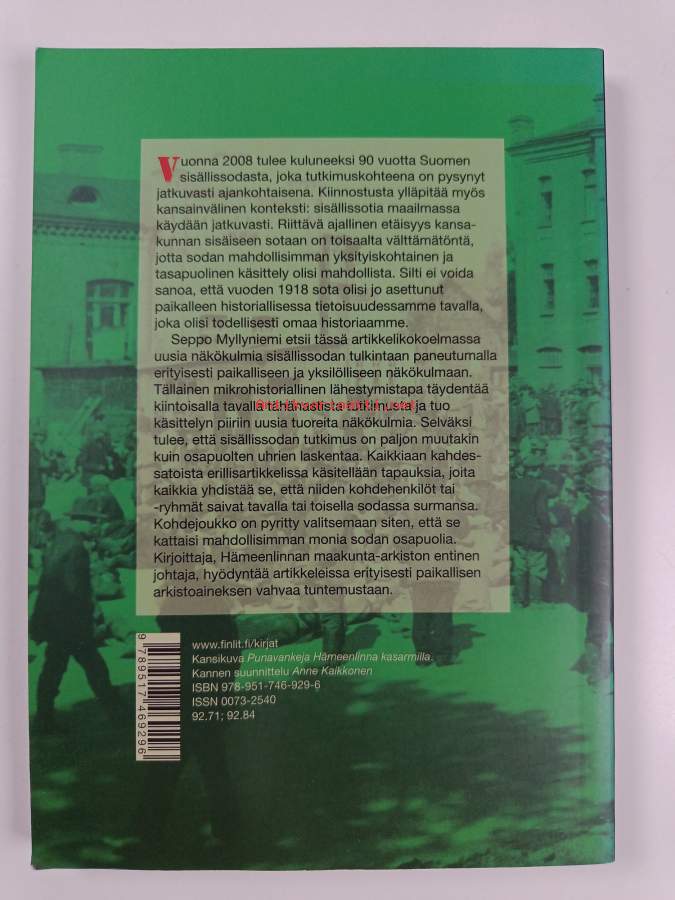 Vuonna 2008 tulee kuluneeksi 90 vuotta Suomen
sisällissodasta, joka tutkimuskohteena on pysynyt
jatkuvasti ajankohtaisena. Kiinnostusta ylläpitää myös
kansainvälinen konteksti: sisällissotia maailmassa
käydään jatkuvasti. Riittävä ajallinen etäisyys kansa-
kunnan sisäiseen sotaan on toisaalta välttämätöntä,
jotta sodan mahdollisimman yksityiskohtainen ja
tasapuolinen käsittely olisi mahdollista. Silti ei voida
sanoa, että vuoden 1918 sota olisi jo asettunut
paikalleen historiallisessa tietoisuudessamme tavalla,
joka olisi todellisesti omaa historiaamme.
Seppo Myllyniemi etsii tässä artikkelikokoelmassa
uusia näkökulmia sisällissodan tulkintaan paneutumalla
erityisesti paikalliseen ja yksilölliseen näkökulmaan.
Tällainen mikrohistoriallinen lähestymistapa täydentää
kiintoisalla tavalla tähänastista tutkimusta ja tuo
käsittelyn piiriin uusia tuoreita näkökulmia. Selväksi
tulee, että sisällissodan tutkimus on paljon muutakin
kuin osapuolten uhrien laskentaa. Kaikkiaan kahdes-
satoista erillisartikkelissa käsitellään tapauksia, joita
kaikkia yhdistää se, että niiden kohdehenkilöt tai
-ryhmät saivat tavalla tai toisella sodassa surmansa.
Kohdejoukko on pyritty valitsemaan siten, että se
kattaisi mahdollisimman monia sodan osapuolia.
Kirjoittaja, Hämeenlinnan maakunta-arkiston entinen
johtaja, hyödyntää artikkeleissa erityisesti paikallisen
arkistoaineksen vahvaa tuntemustaan.
www.finlit.fi/kirjat
Kansikuva Punavankeja Hämeenlinna kasarmilla.
Kannen suunnittelu Anne Kaikkonen
ISBN 978-951-746-929-6
ISSN 0073-2540
92.71; 92.84
9 789517 469296